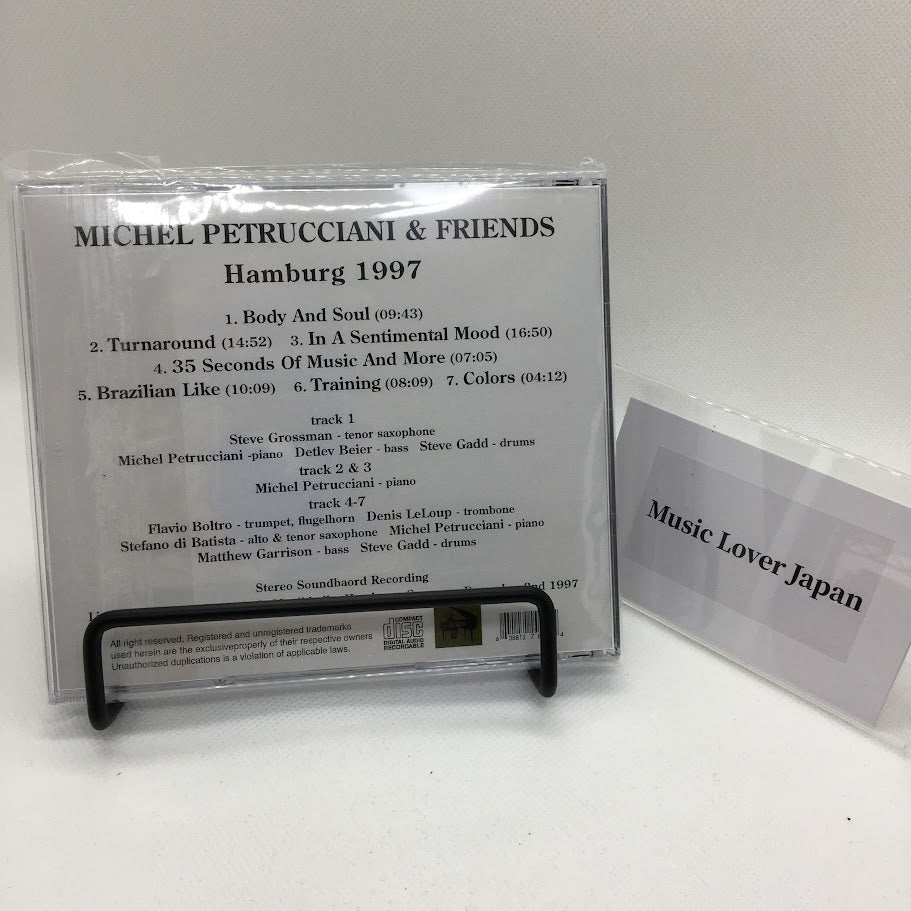 MICHEL PETRUCCIANI & FRIENDS
Hamburg 1997
1. Body And Soul (09:43)
2. Turnaround (14:52) 3. In A Sentimental Mood (16:50)
4. 35 Seconds Of Music And More (07:05)
5. Brazilian Like (10:09) 6. Training (08:09) 7. Colors (04:12)
track 1
Steve Grossman - tenor saxophone
Michel Petrucciani -piano Detlev Beier - bass Steve Gadd - drums
track 2 & 3
Michel Petrucciani - piano
track 4-7
Flavio Boltro - trumpet, flugelhorn Denis LeLoup - trombone
Stefano di Batista - alto & tenor saxophone Michel Petrucciani - piano
Matthew Garrison - bass Steve Gadd - drums
Stereo Soundbaord Recording
1997
All right reserved. Registered and unregistered trademarks
used herein are the exclusiveproperly of their respective owners
Unauthorized duplications is a violation of applicable laws.
COMPACT
disc
DIGITAL AUDIO
RECORDABLE
Music Lover Japan